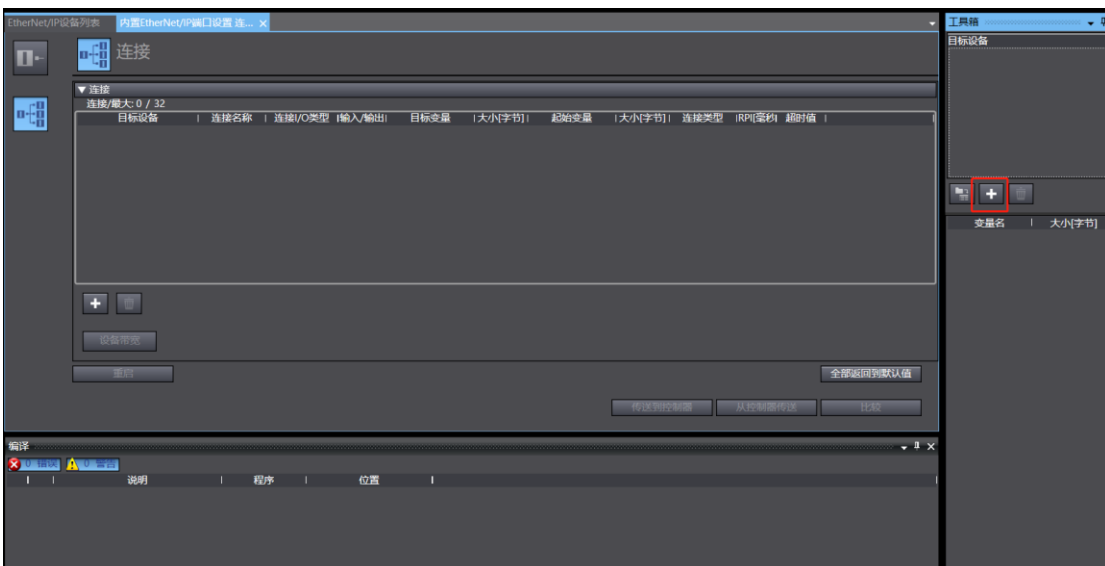 EtherNet/IP设备列表 内置EtherNet/IP端口设置 连... ×
连接
▼连接
连接/最大: 0 / 32
目标设备 | 连接名称 | 连接I/O类型 |输入/输出| 目标变量 |大小[字节]| 起始变量 |大小[字节]| 连接类型 |RPI[毫秒| 超时值 |
+
设备带宽
重启 全部返回到默认值
传送到控制器 从控制器传送 比较
编译
0 错误 0 警告
说明 | 程序 | 位置 |
工具箱
目标设备
+
变量名 | 大小[字节]